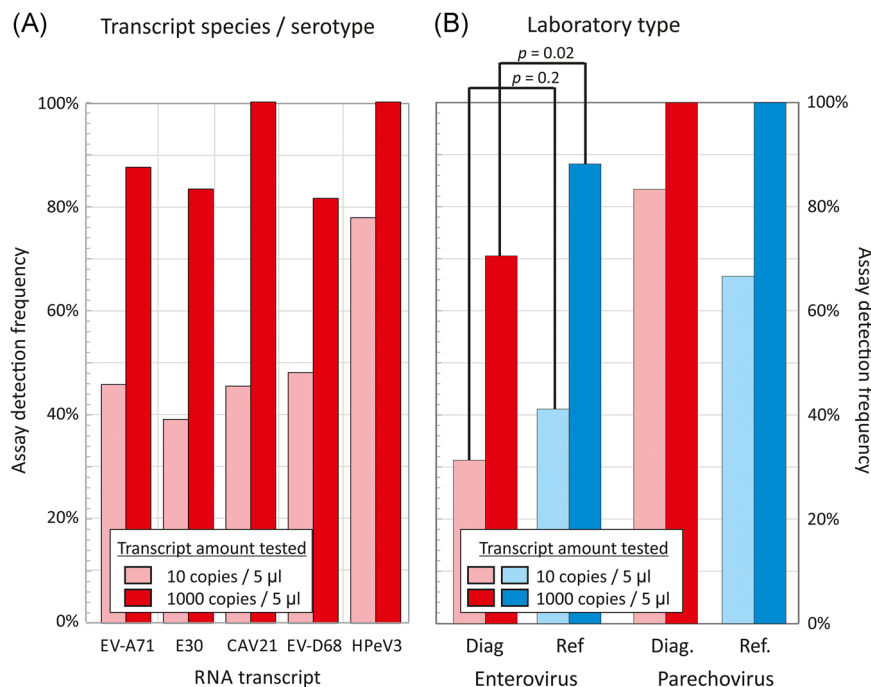 (A)
Transcript species / serotype
100%
80%
60%
40%
20%
0%
Assay detection frequency
Transcript amount tested
10 copies / 5 µl
1000 copies / 5 µl
EV-A71 E30 CAV21 EV-D68 HPeV3
RNA transcript
(B)
Laboratory type
p = 0.02
p = 0.2
100%
80%
60%
40%
20%
0%
Assay detection frequency
Transcript amount tested
10 copies / 5 µl
1000 copies / 5 µl
Diag Ref Diag. Ref.
Enterovirus Parechovirus